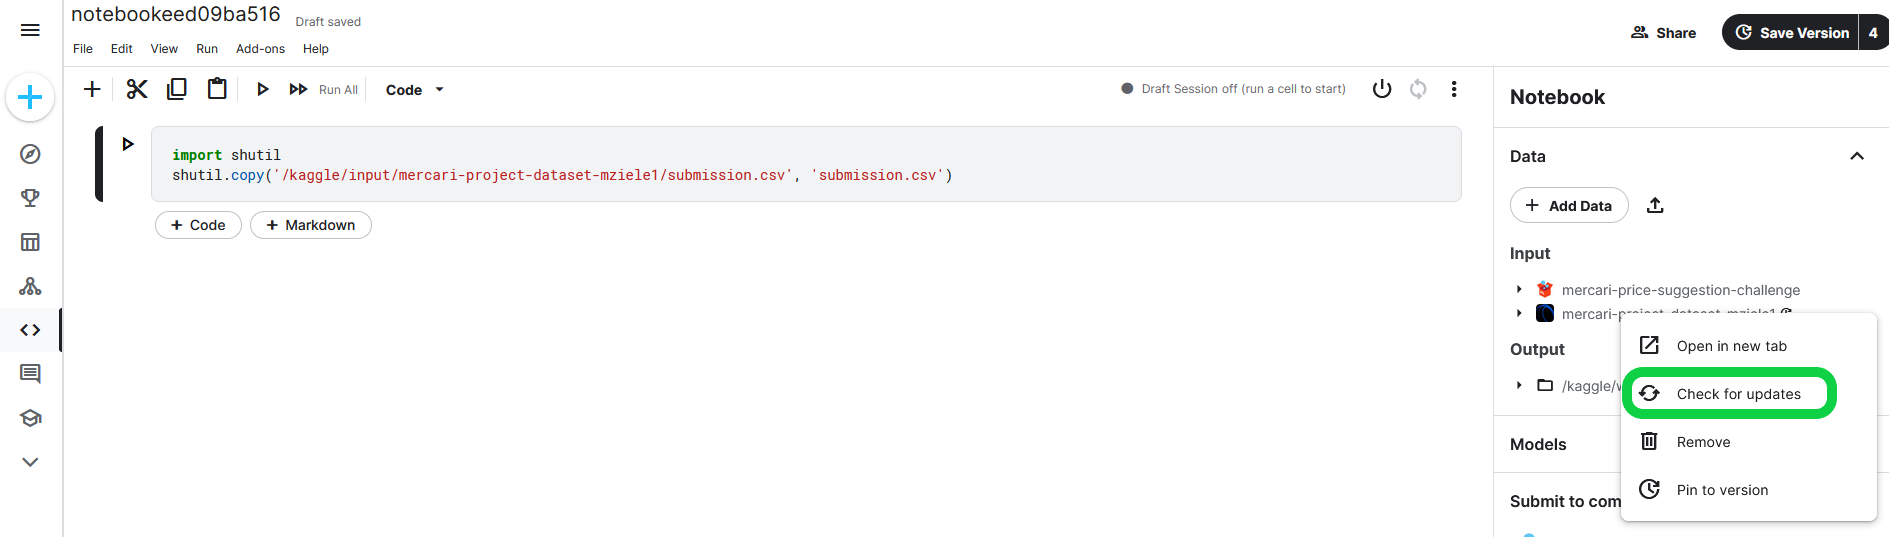 notebookeed09ba516 Draft saved
File Edit View Run Add-ons Help
Share
Save Version 4
Run All Code
Draft Session off (run a cell to start)
import shutil
shutil.copy('/kaggle/input/mercari-project-dataset-mziele1/submission.csv', 'submission.csv')
+ Code + Markdown
Notebook
Data
+ Add Data
Input
mercari-price-suggestion-challenge
mercari-project-dataset-mziele1
Output
/kaggle/w
Models
Submit to com
Open in new tab
Check for updates
Remove
Pin to version